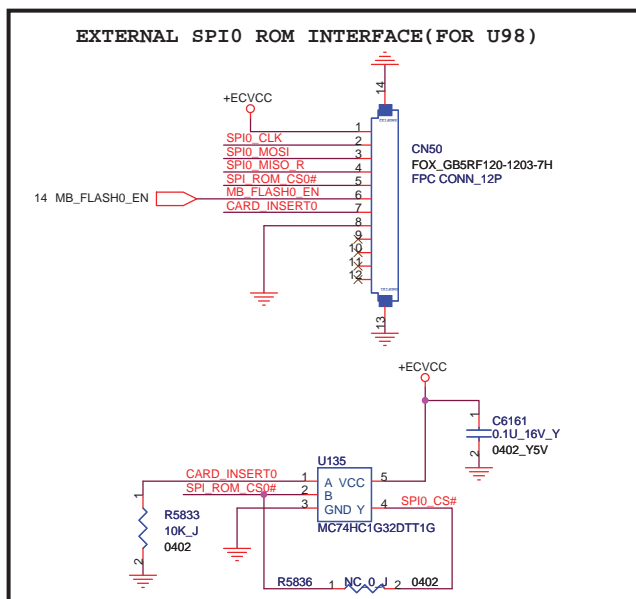 EXTERNAL SPI0 ROM INTERFACE(FOR U98)
14
+ECVCC
1
SPI0_CLK 2
SPI0_MOSI 3
SPI0_MISO_R 4
SPI_ROM_CS0# 5
14 MB_FLASH0_EN MB_FLASH0_EN 6
CARD_INSERT0 7
8
9
10
11
12
CN50
FOX_GB5RF120-1203-7H
FPC CONN_12P
13
+ECVCC
1 C6161
0.1U_16V_Y
2 0402_Y5V
U135
CARD_INSERT0 1 A VCC 5
SPI_ROM_CS0# 2 B
3 GND Y 4 SPI0_CS#
MC74HC1G32DTT1G
1
R5833
10K_J
0402
2
R5836 1 NC_0_J 2 0402